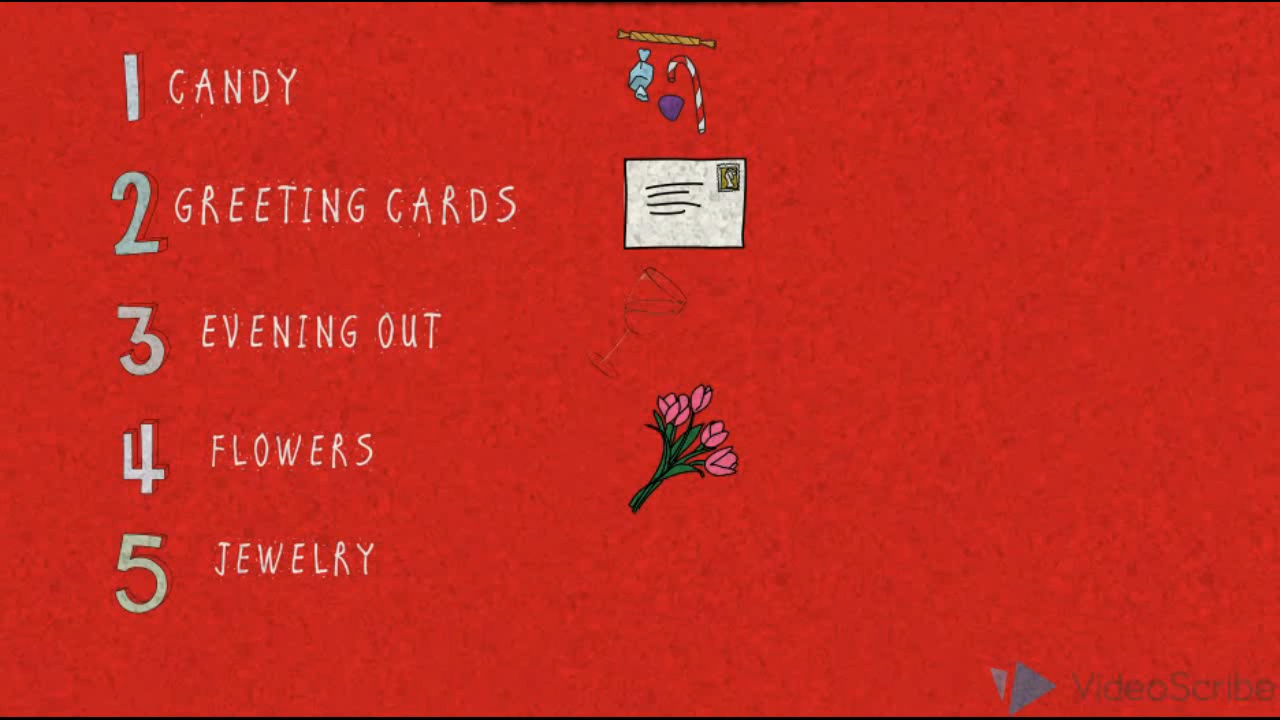 1 CANDY
2 GREETING CARDS
3 EVENING OUT
4 FLOWERS
5 JEWELRY
VideoScribe